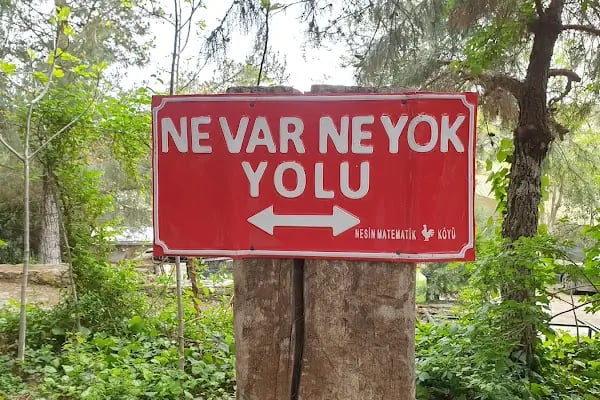 NE VAR NE YOK
YOLU
NESİN MATEMATİK KÖYÜ